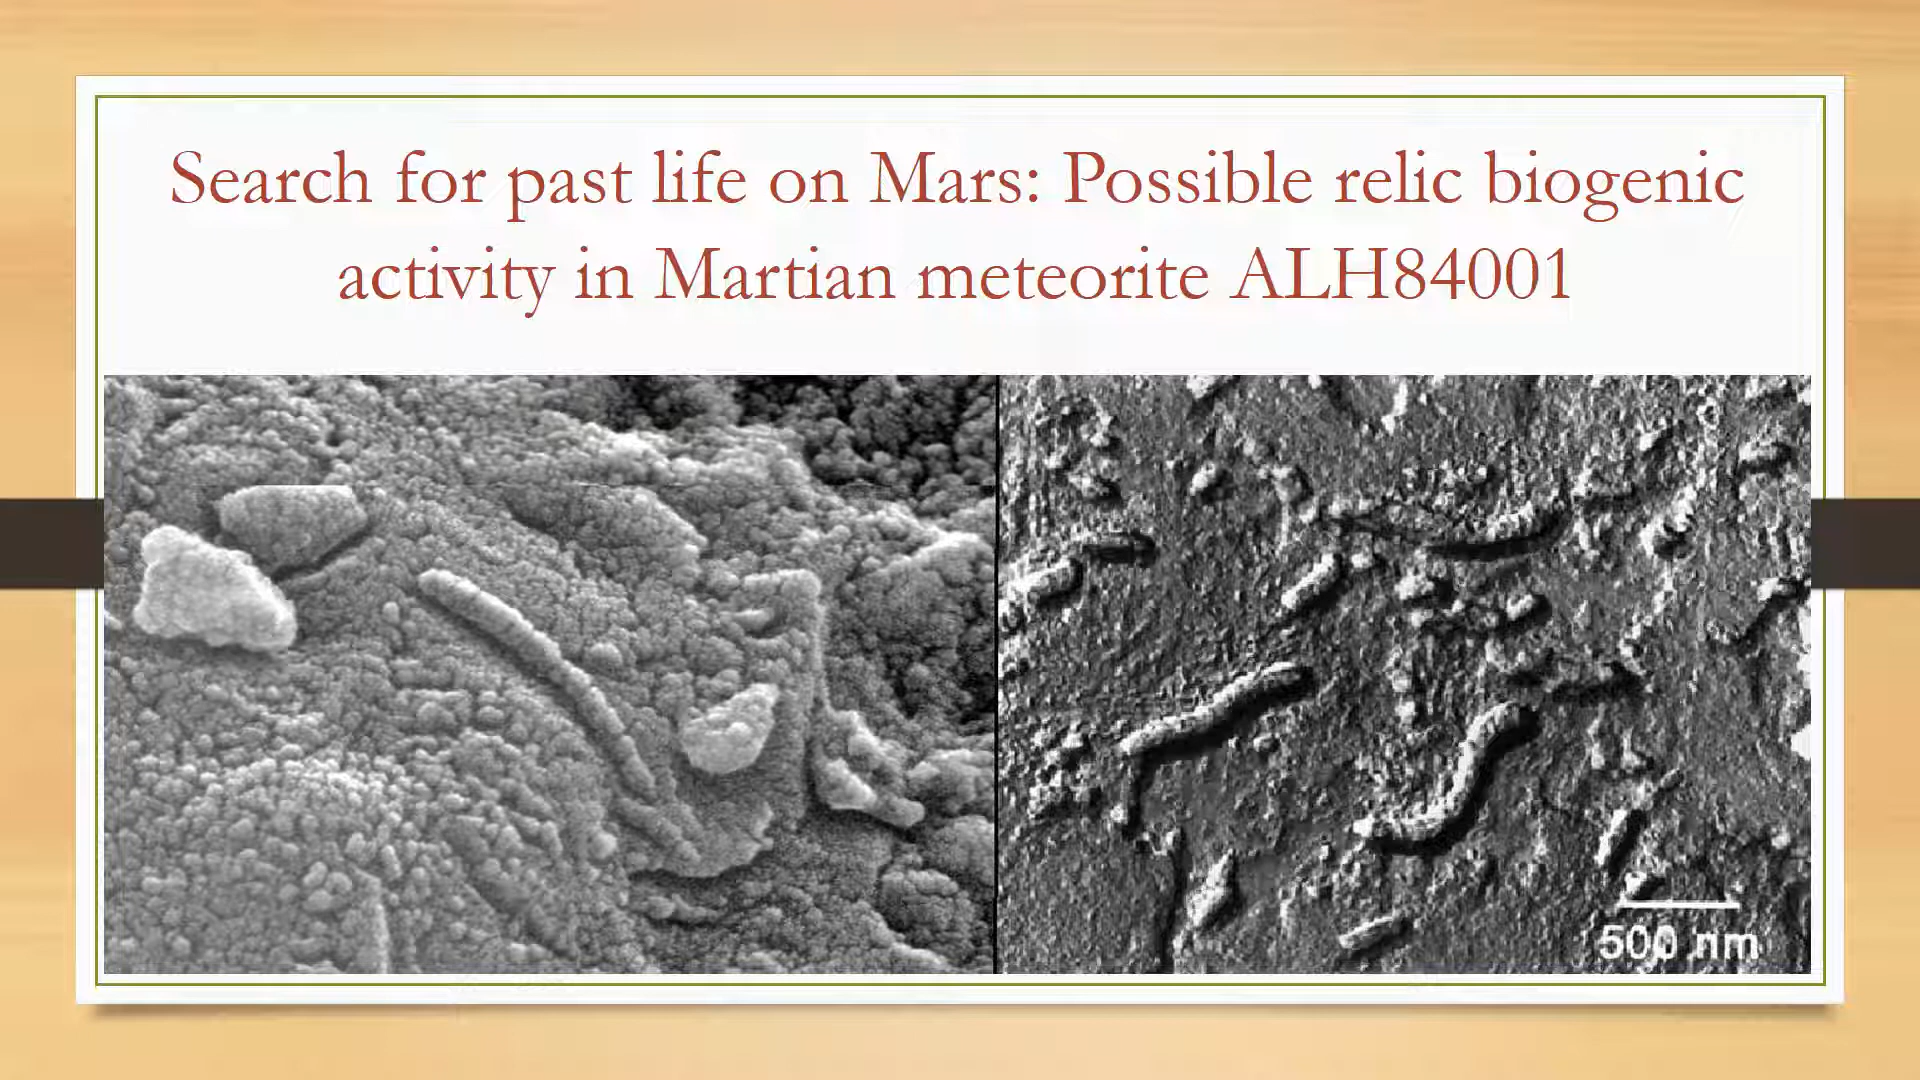 Search for past life on Mars: Possible relic biogenic
activity in Martian meteorite ALH84001
500 nm